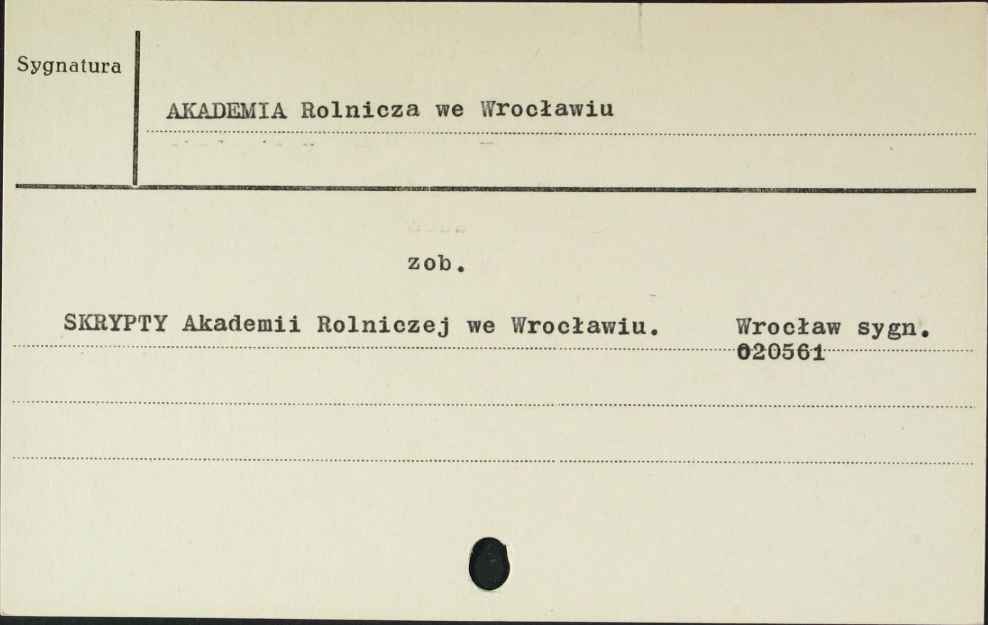 Sygnatura
AKADEMIA Rolnicza we Wrocławiu
zob.
SKRYPTY Akademii Rolniczej we Wrocławiu. Wrocław sygn.
020561